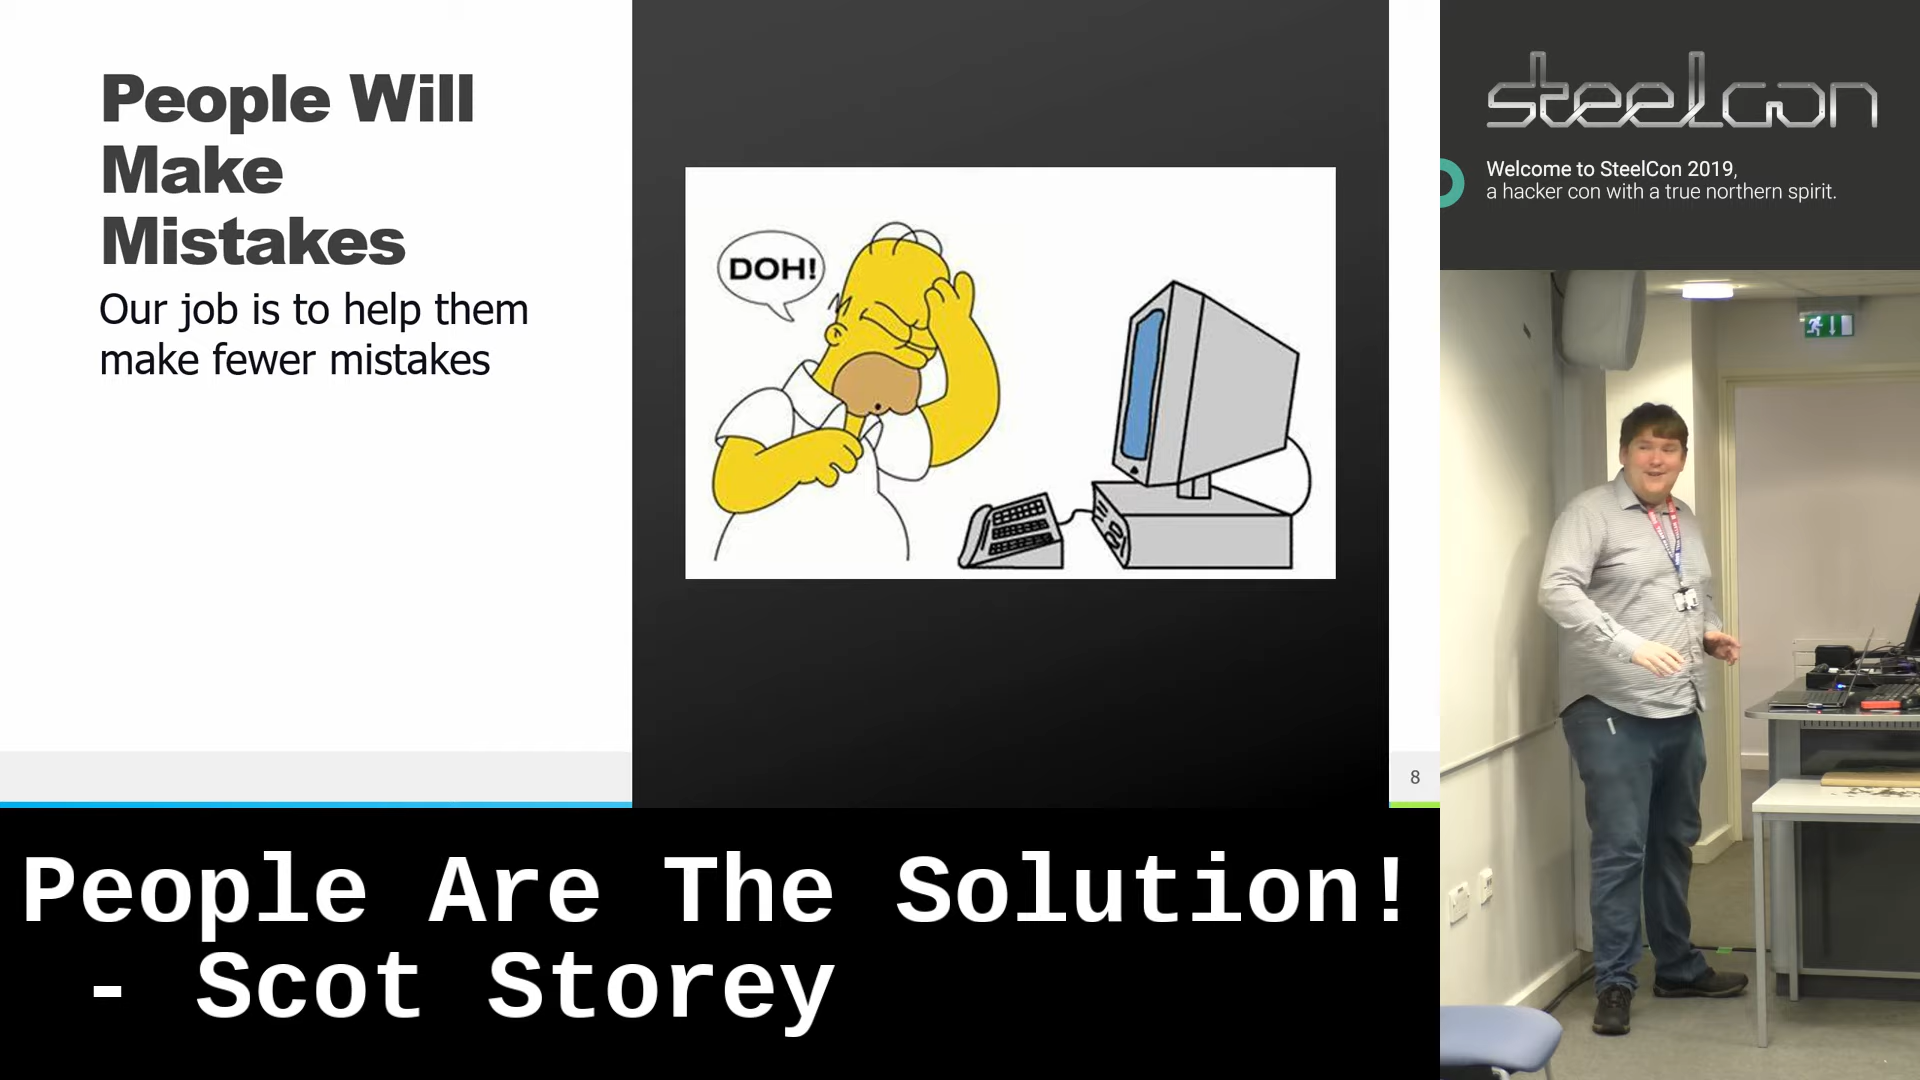 People Will
Make
Mistakes
Our job is to help them
make fewer mistakes
DOH!
8
People Are The Solution!
- Scot Storey
steelcon
Welcome to SteelCon 2019,
a hacker con with a true northern spirit.